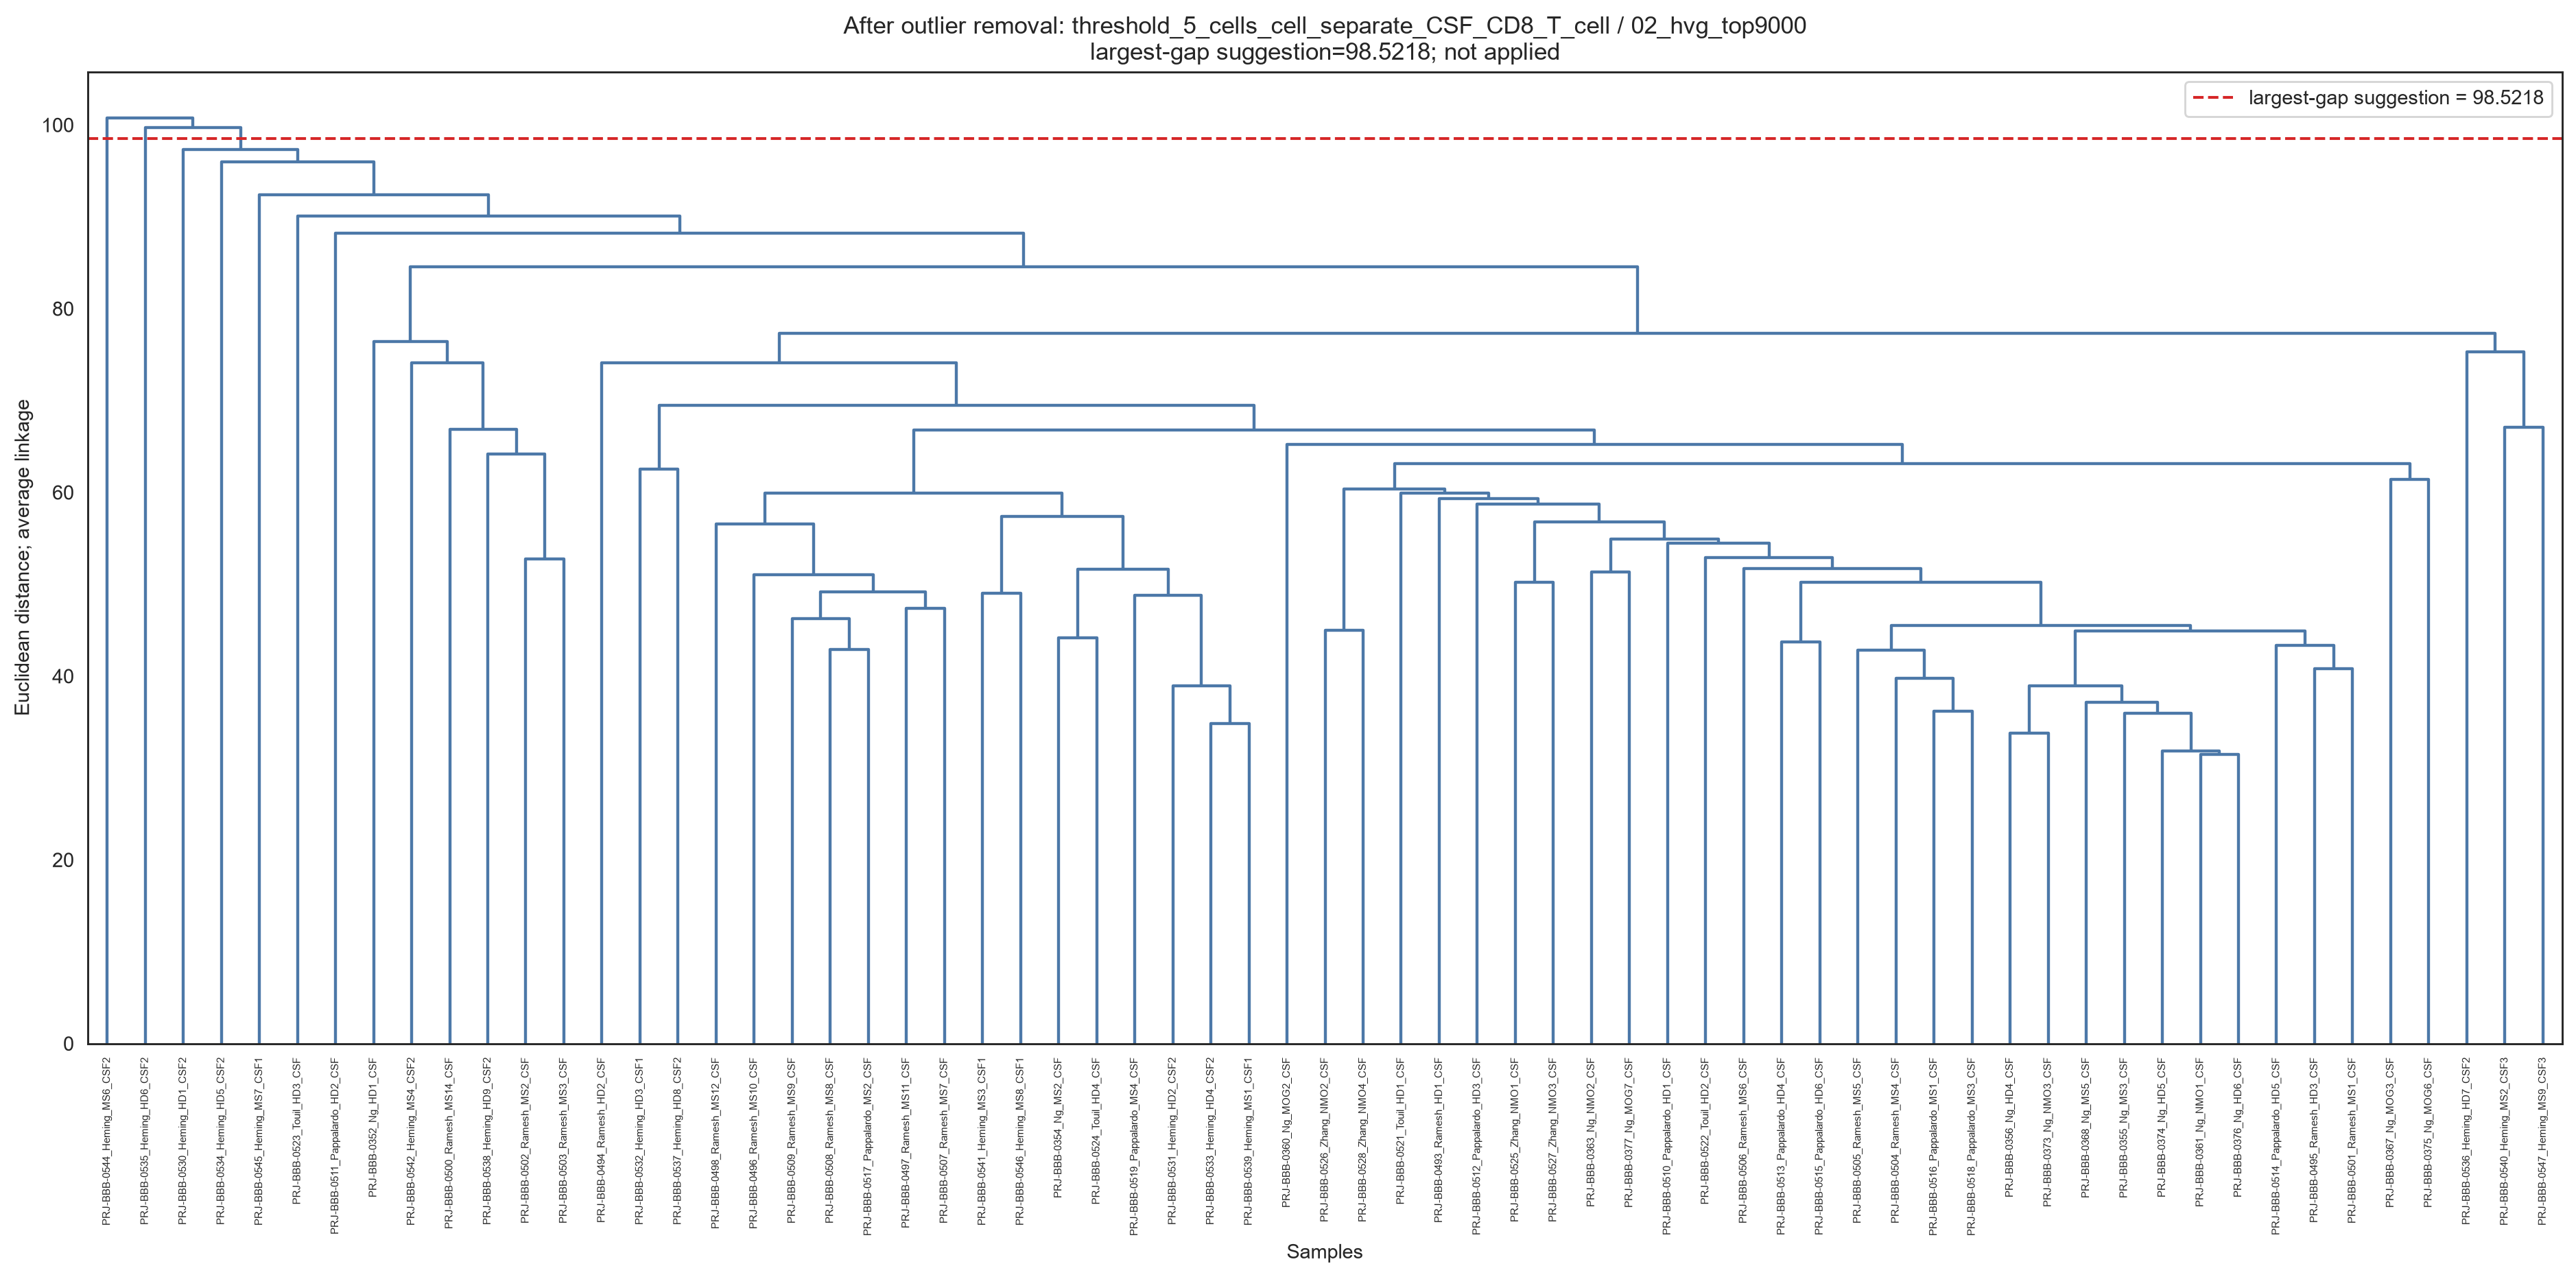 After outlier removal: threshold_5_cells_cell_separate_CSF_CD8_T_cell / 02_hvg_top9000
largest-gap suggestion=98.5218; not applied
largest-gap suggestion = 98.5218
Euclidean distance; average linkage
100
80
60
40
20
0
PRJ-BBB-0544_Heming_MS6_CSF2
PRJ-BBB-0535_Heming_HD6_CSF2
PRJ-BBB-0530_Heming_HD1_CSF2
PRJ-BBB-0534_Heming_HD5_CSF2
PRJ-BBB-0545_Heming_MS7_CSF1
PRJ-BBB-0523_Touil_HD3_CSF
PRJ-BBB-0511_Pappalardo_HD2_CSF
PRJ-BBB-0352_Ng_HD1_CSF
PRJ-BBB-0542_Heming_MS4_CSF2
PRJ-BBB-0500_Ramesh_MS14_CSF
PRJ-BBB-0538_Heming_HD9_CSF2
PRJ-BBB-0502_Ramesh_MS2_CSF
PRJ-BBB-0503_Ramesh_MS3_CSF
PRJ-BBB-0494_Ramesh_HD2_CSF
PRJ-BBB-0532_Heming_HD3_CSF1
PRJ-BBB-0537_Heming_HD8_CSF2
PRJ-BBB-0498_Ramesh_MS12_CSF
PRJ-BBB-0496_Ramesh_MS10_CSF
PRJ-BBB-0509_Ramesh_MS9_CSF
PRJ-BBB-0508_Ramesh_MS8_CSF
PRJ-BBB-0517_Pappalardo_MS2_CSF
PRJ-BBB-0497_Ramesh_MS11_CSF
PRJ-BBB-0507_Ramesh_MS7_CSF
PRJ-BBB-0541_Heming_MS3_CSF1
PRJ-BBB-0546_Heming_MS8_CSF1
PRJ-BBB-0354_Ng_MS2_CSF
PRJ-BBB-0524_Touil_HD4_CSF
PRJ-BBB-0519_Pappalardo_MS4_CSF
PRJ-BBB-0531_Heming_HD2_CSF2
PRJ-BBB-0533_Heming_HD4_CSF2
PRJ-BBB-0539_Heming_MS1_CSF1
PRJ-BBB-0360_Ng_MOG2_CSF
PRJ-BBB-0526_Zhang_NMO2_CSF
PRJ-BBB-0528_Zhang_NMO4_CSF
PRJ-BBB-0521_Touil_HD1_CSF
PRJ-BBB-0493_Ramesh_HD1_CSF
PRJ-BBB-0512_Pappalardo_HD3_CSF
PRJ-BBB-0525_Zhang_NMO1_CSF
PRJ-BBB-0527_Zhang_NMO3_CSF
PRJ-BBB-0363_Ng_NMO2_CSF
PRJ-BBB-0377_Ng_MOG7_CSF
PRJ-BBB-0510_Pappalardo_HD1_CSF
PRJ-BBB-0522_Touil_HD2_CSF
PRJ-BBB-0506_Ramesh_MS6_CSF
PRJ-BBB-0513_Pappalardo_HD4_CSF
PRJ-BBB-0515_Pappalardo_HD6_CSF
PRJ-BBB-0505_Ramesh_MS5_CSF
PRJ-BBB-0504_Ramesh_MS4_CSF
PRJ-BBB-0516_Pappalardo_MS1_CSF
PRJ-BBB-0518_Pappalardo_MS3_CSF
PRJ-BBB-0356_Ng_HD4_CSF
PRJ-BBB-0373_Ng_NMO3_CSF
PRJ-BBB-0368_Ng_MS5_CSF
PRJ-BBB-0355_Ng_MS3_CSF
PRJ-BBB-0374_Ng_HD5_CSF
PRJ-BBB-0361_Ng_NMO1_CSF
PRJ-BBB-0376_Ng_HD6_CSF
PRJ-BBB-0514_Pappalardo_HD5_CSF
PRJ-BBB-0495_Ramesh_HD3_CSF
PRJ-BBB-0501_Ramesh_MS1_CSF
PRJ-BBB-0367_Ng_MOG3_CSF
PRJ-BBB-0375_Ng_MOG6_CSF
PRJ-BBB-0536_Heming_HD7_CSF2
PRJ-BBB-0540_Heming_MS2_CSF3
PRJ-BBB-0547_Heming_MS9_CSF3
Samples